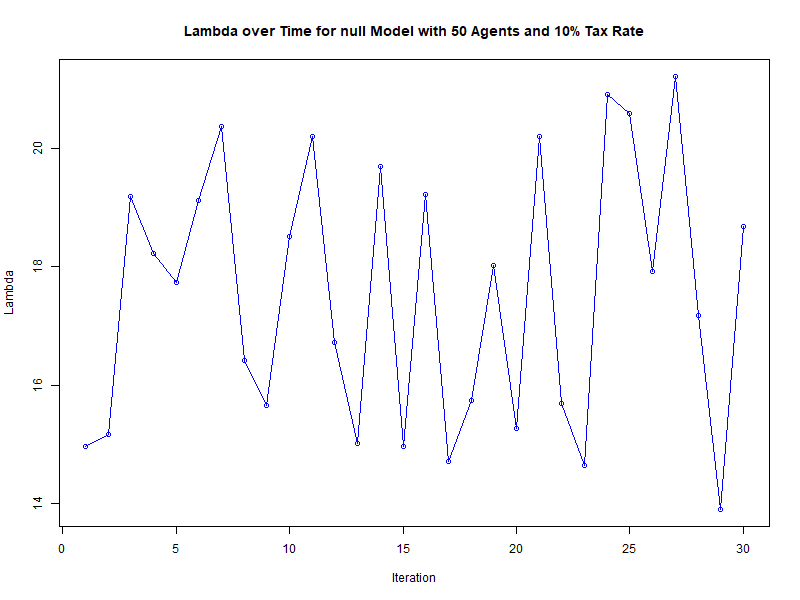 Lambda over Time for null Model with 50 Agents and 10% Tax Rate
20
18
16
14
Lambda
0 5 10 15 20 25 30
Iteration